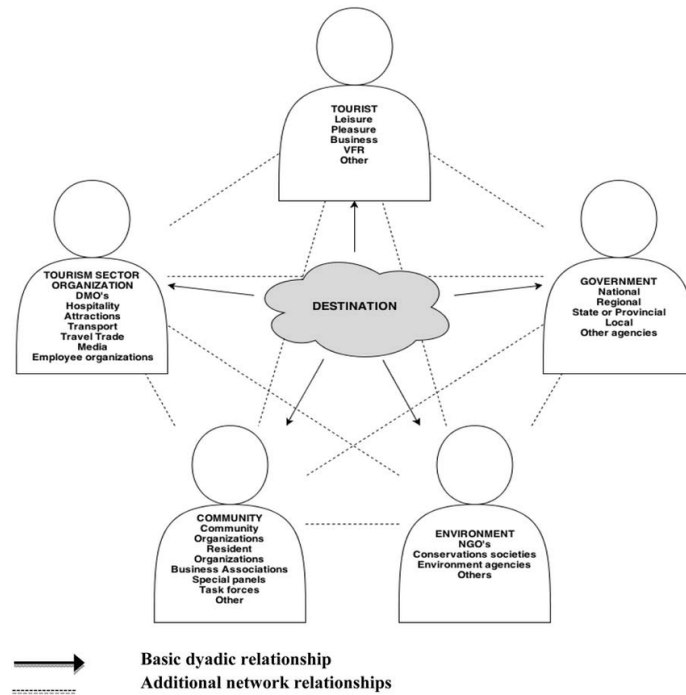 TOURIST
Leisure
Pleasure
Business
VFR
Other
TOURISM SECTOR
ORGANIZATION
DMO's
Hospitality
Attractions
Transport
Travel Trade
Media
Employee organizations
DESTINATION
GOVERNMENT
National
Regional
State or Provincial
Local
Other agencies
COMMUNITY
Community
Organizations
Resident
Organizations
Business Associations
Special panels
Task forces
Other
ENVIRONMENT
NGO's
Conservations societies
Environment agencies
Others
Basic dyadic relationship
Additional network relationships